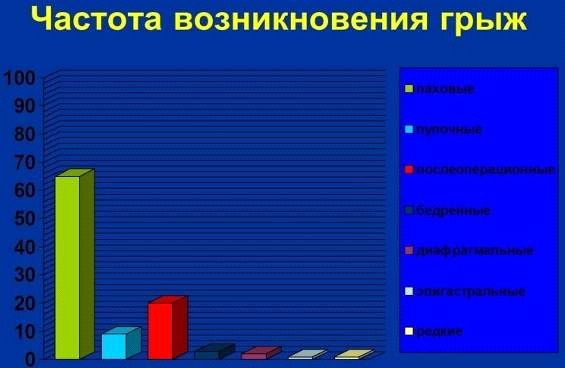 Частота возникновения грыж
100
90
80
70
60
50
40
30
20
10
0
паховые
пупочные
послеоперационные
бедренные
диафрагмальные
эпигастральные
редкие